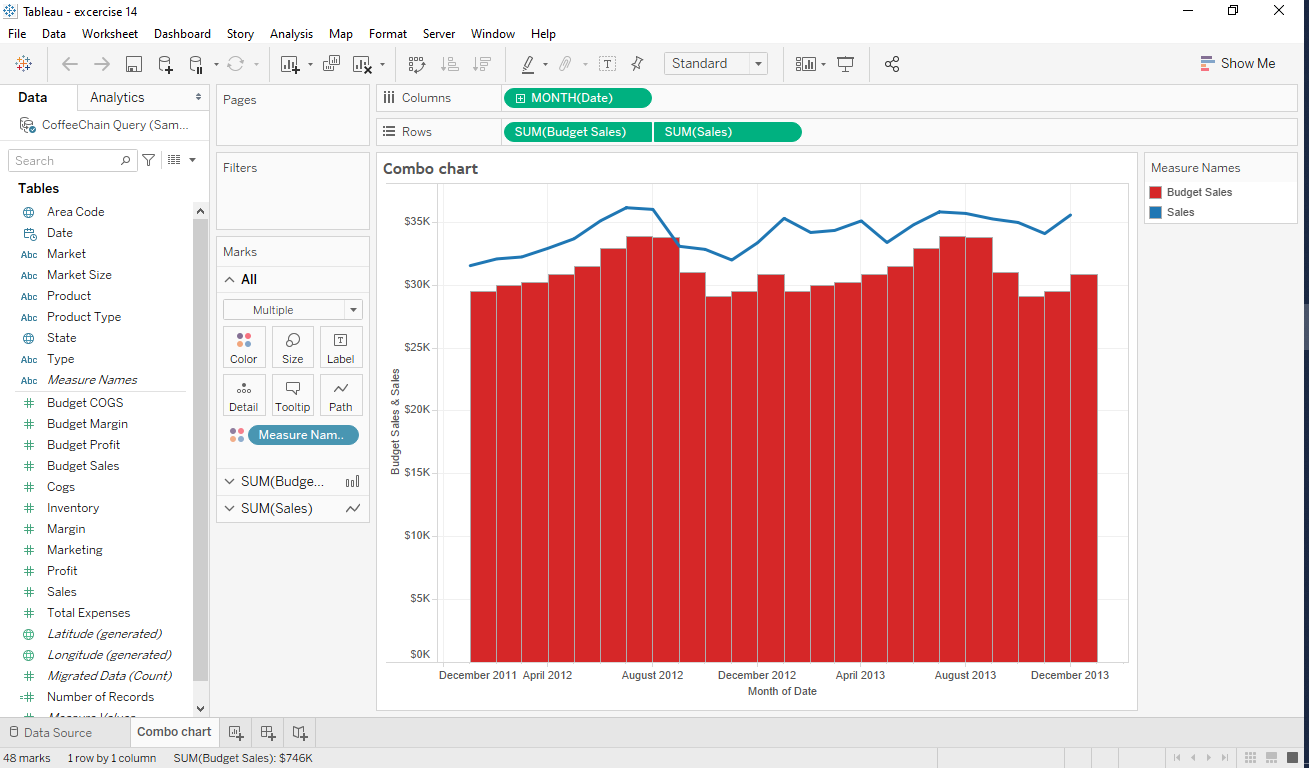 Tableau - excercise 14
File Data Worksheet Dashboard Story Analysis Map Format Server Window Help
Standard
Show Me
Data Analytics
CoffeeChain Query (Sam...
Search
Tables
Area Code
Date
Abc Market
Abc Market Size
Abc Product
Abc Product Type
State
Abc Type
Abc Measure Names
# Budget COGS
# Budget Margin
# Budget Profit
# Budget Sales
# Cogs
# Inventory
# Margin
# Marketing
# Profit
# Sales
# Total Expenses
Latitude (generated)
Longitude (generated)
# Migrated Data (Count)
=# Number of Records
# Measure Values
Pages
Filters
Marks
All
Multiple
Color Size Label
Detail Tooltip Path
Measure Nam..
SUM(Budge...
SUM(Sales)
Columns MONTH(Date)
Rows SUM(Budget Sales) SUM(Sales)
Combo chart
$35K
$30K
$25K
$20K
$15K
$10K
$5K
$0K
Budget Sales & Sales
December 2011 April 2012 August 2012 December 2012 April 2013 August 2013 December 2013
Month of Date
Measure Names
Budget Sales
Sales
Data Source Combo chart
48 marks 1 row by 1 column SUM(Budget Sales): $746K